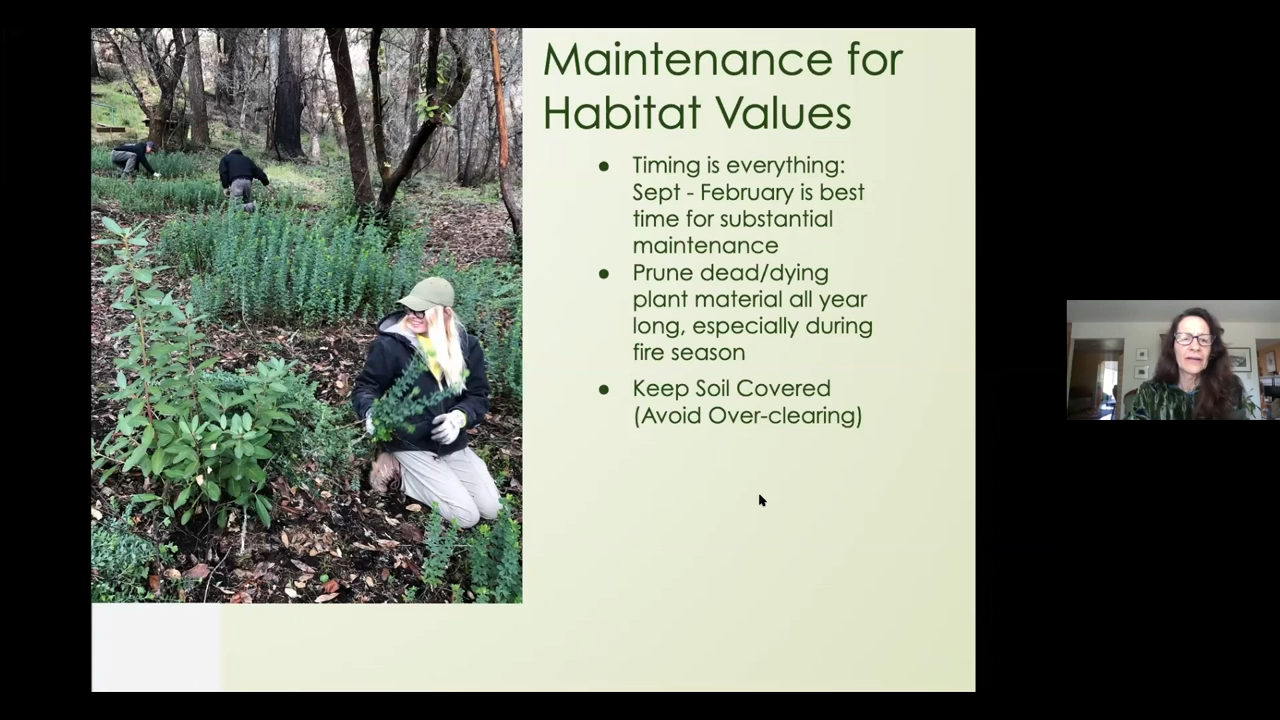 Maintenance for
Habitat Values
● Timing is everything:
Sept - February is best
time for substantial
maintenance
● Prune dead/dying
plant material all year
long, especially during
fire season
● Keep Soil Covered
(Avoid Over-clearing)